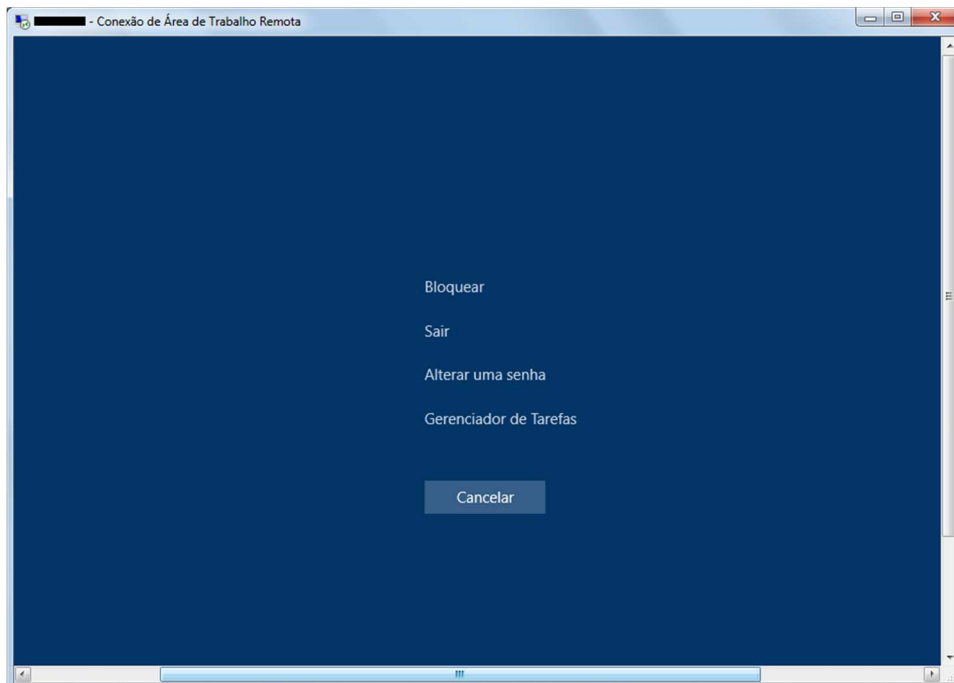 - Conexão de Área de Trabalho Remota
Bloquear
Sair
Alterar uma senha
Gerenciador de Tarefas
Cancelar